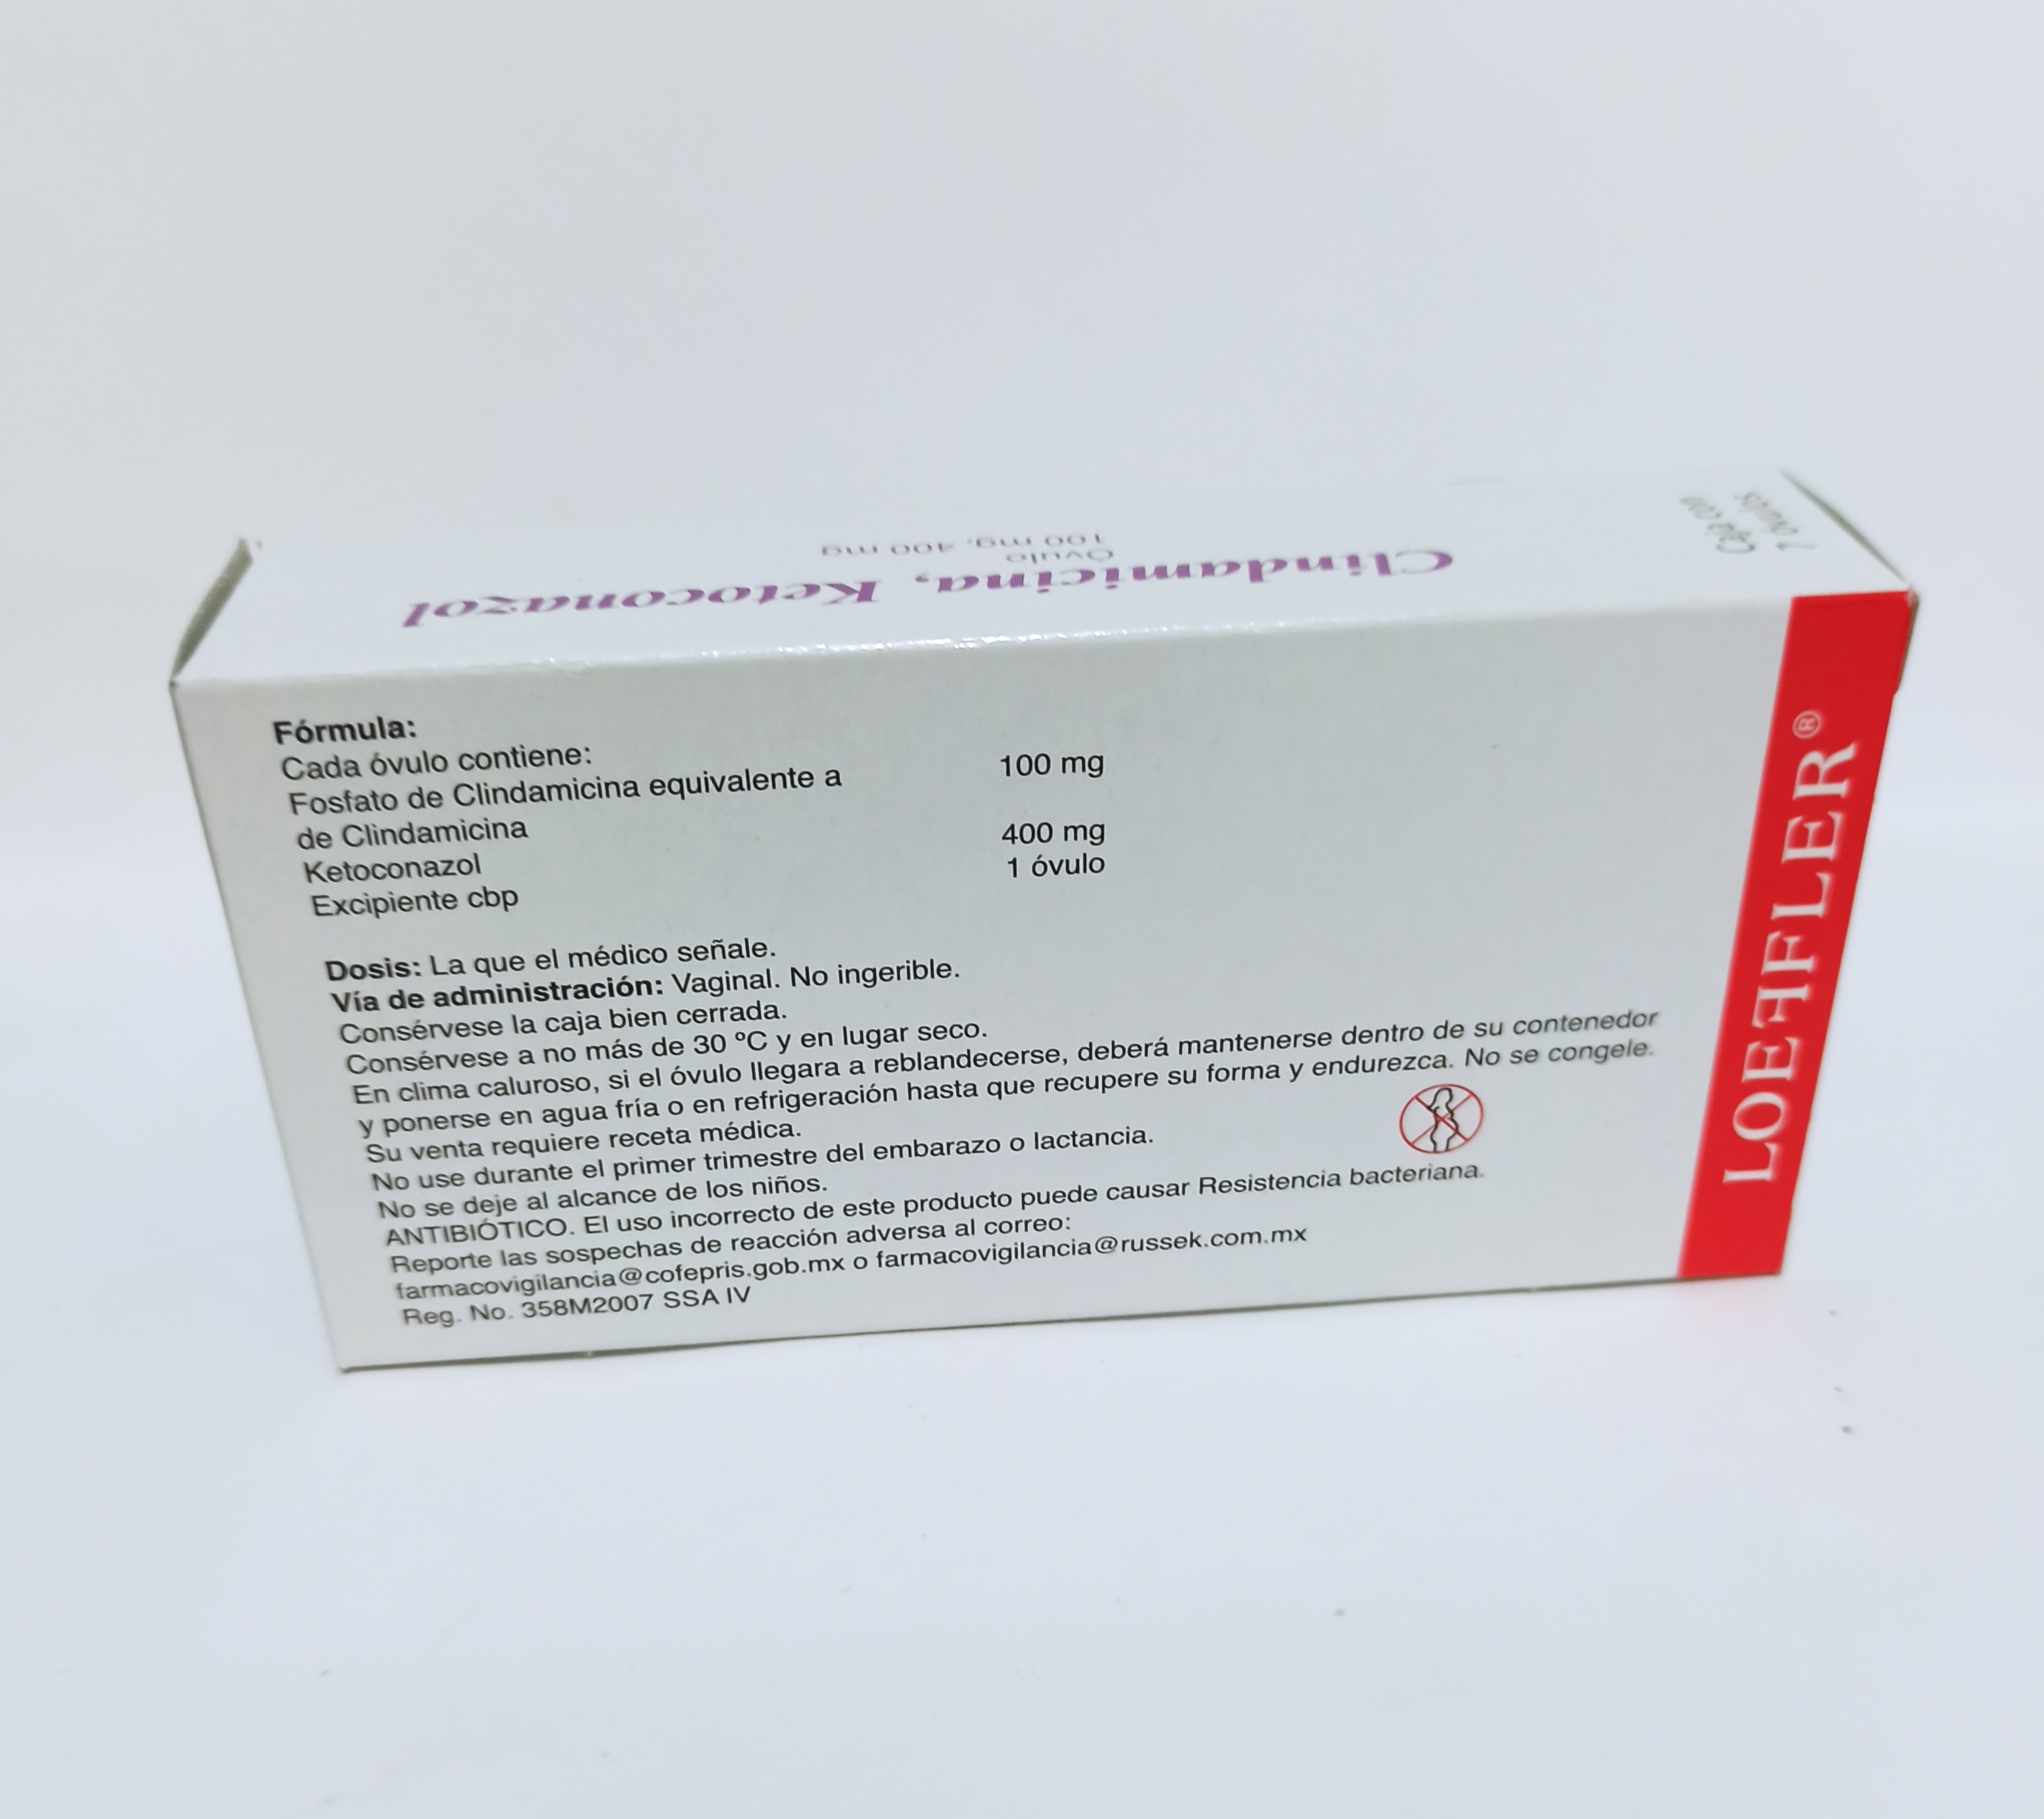 Caja con
7 óvulos
Clindamicina, Ketoconazol
Óvulo
100 mg, 400 mg
Fórmula:
Cada óvulo contiene:
Fosfato de Clindamicina equivalente a 100 mg
de Clindamicina
Ketoconazol 400 mg
Excipiente cbp 1 óvulo
Dosis: La que el médico señale.
Vía de administración: Vaginal. No ingerible.
Consérvese la caja bien cerrada.
Consérvese a no más de 30 ºC y en lugar seco.
En clima caluroso, si el óvulo llegara a reblandecerse, deberá mantenerse dentro de su contenedor
y ponerse en agua fría o en refrigeración hasta que recupere su forma y endurezca. No se congele.
Su venta requiere receta médica.
No use durante el primer trimestre del embarazo o lactancia.
No se deje al alcance de los niños.
ANTIBIÓTICO. El uso incorrecto de este producto puede causar Resistencia bacteriana.
Reporte las sospechas de reacción adversa al correo:
farmacovigilancia@cofepris.gob.mx o farmacovigilancia@russek.com.mx
Reg. No. 358M2007 SSA IV
LOEFFLER®